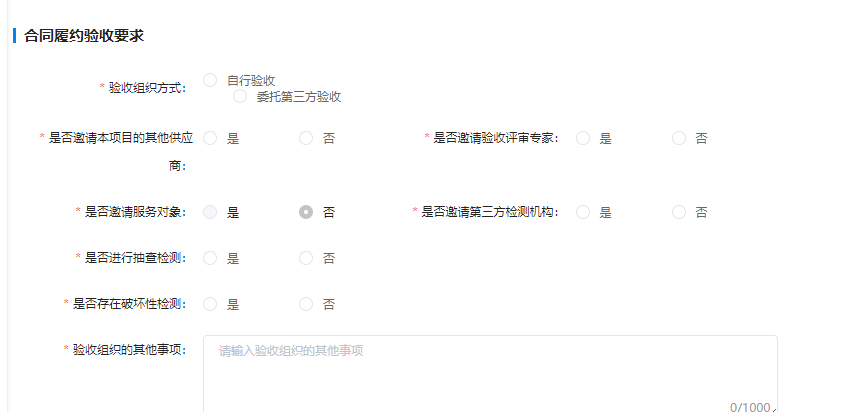 合同履约验收要求
* 验收组织方式: 自行验收
委托第三方验收
* 是否邀请本项目的其他供应商: 是 否 * 是否邀请验收评审专家: 是 否
* 是否邀请服务对象: 是 否 * 是否邀请第三方检测机构: 是 否
* 是否进行抽查检测: 是 否
* 是否存在破坏性检测: 是 否
* 验收组织的其他事项: 请输入验收组织的其他事项
0/1000